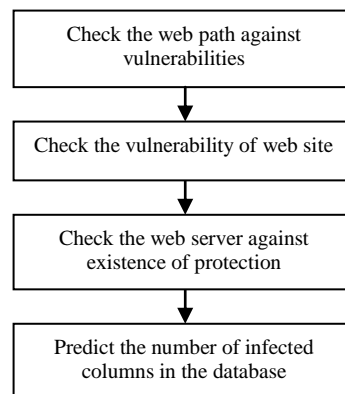 Check the web path against
vulnerabilities
Check the vulnerability of web site
Check the web server against
existence of protection
Predict the number of infected
columns in the database